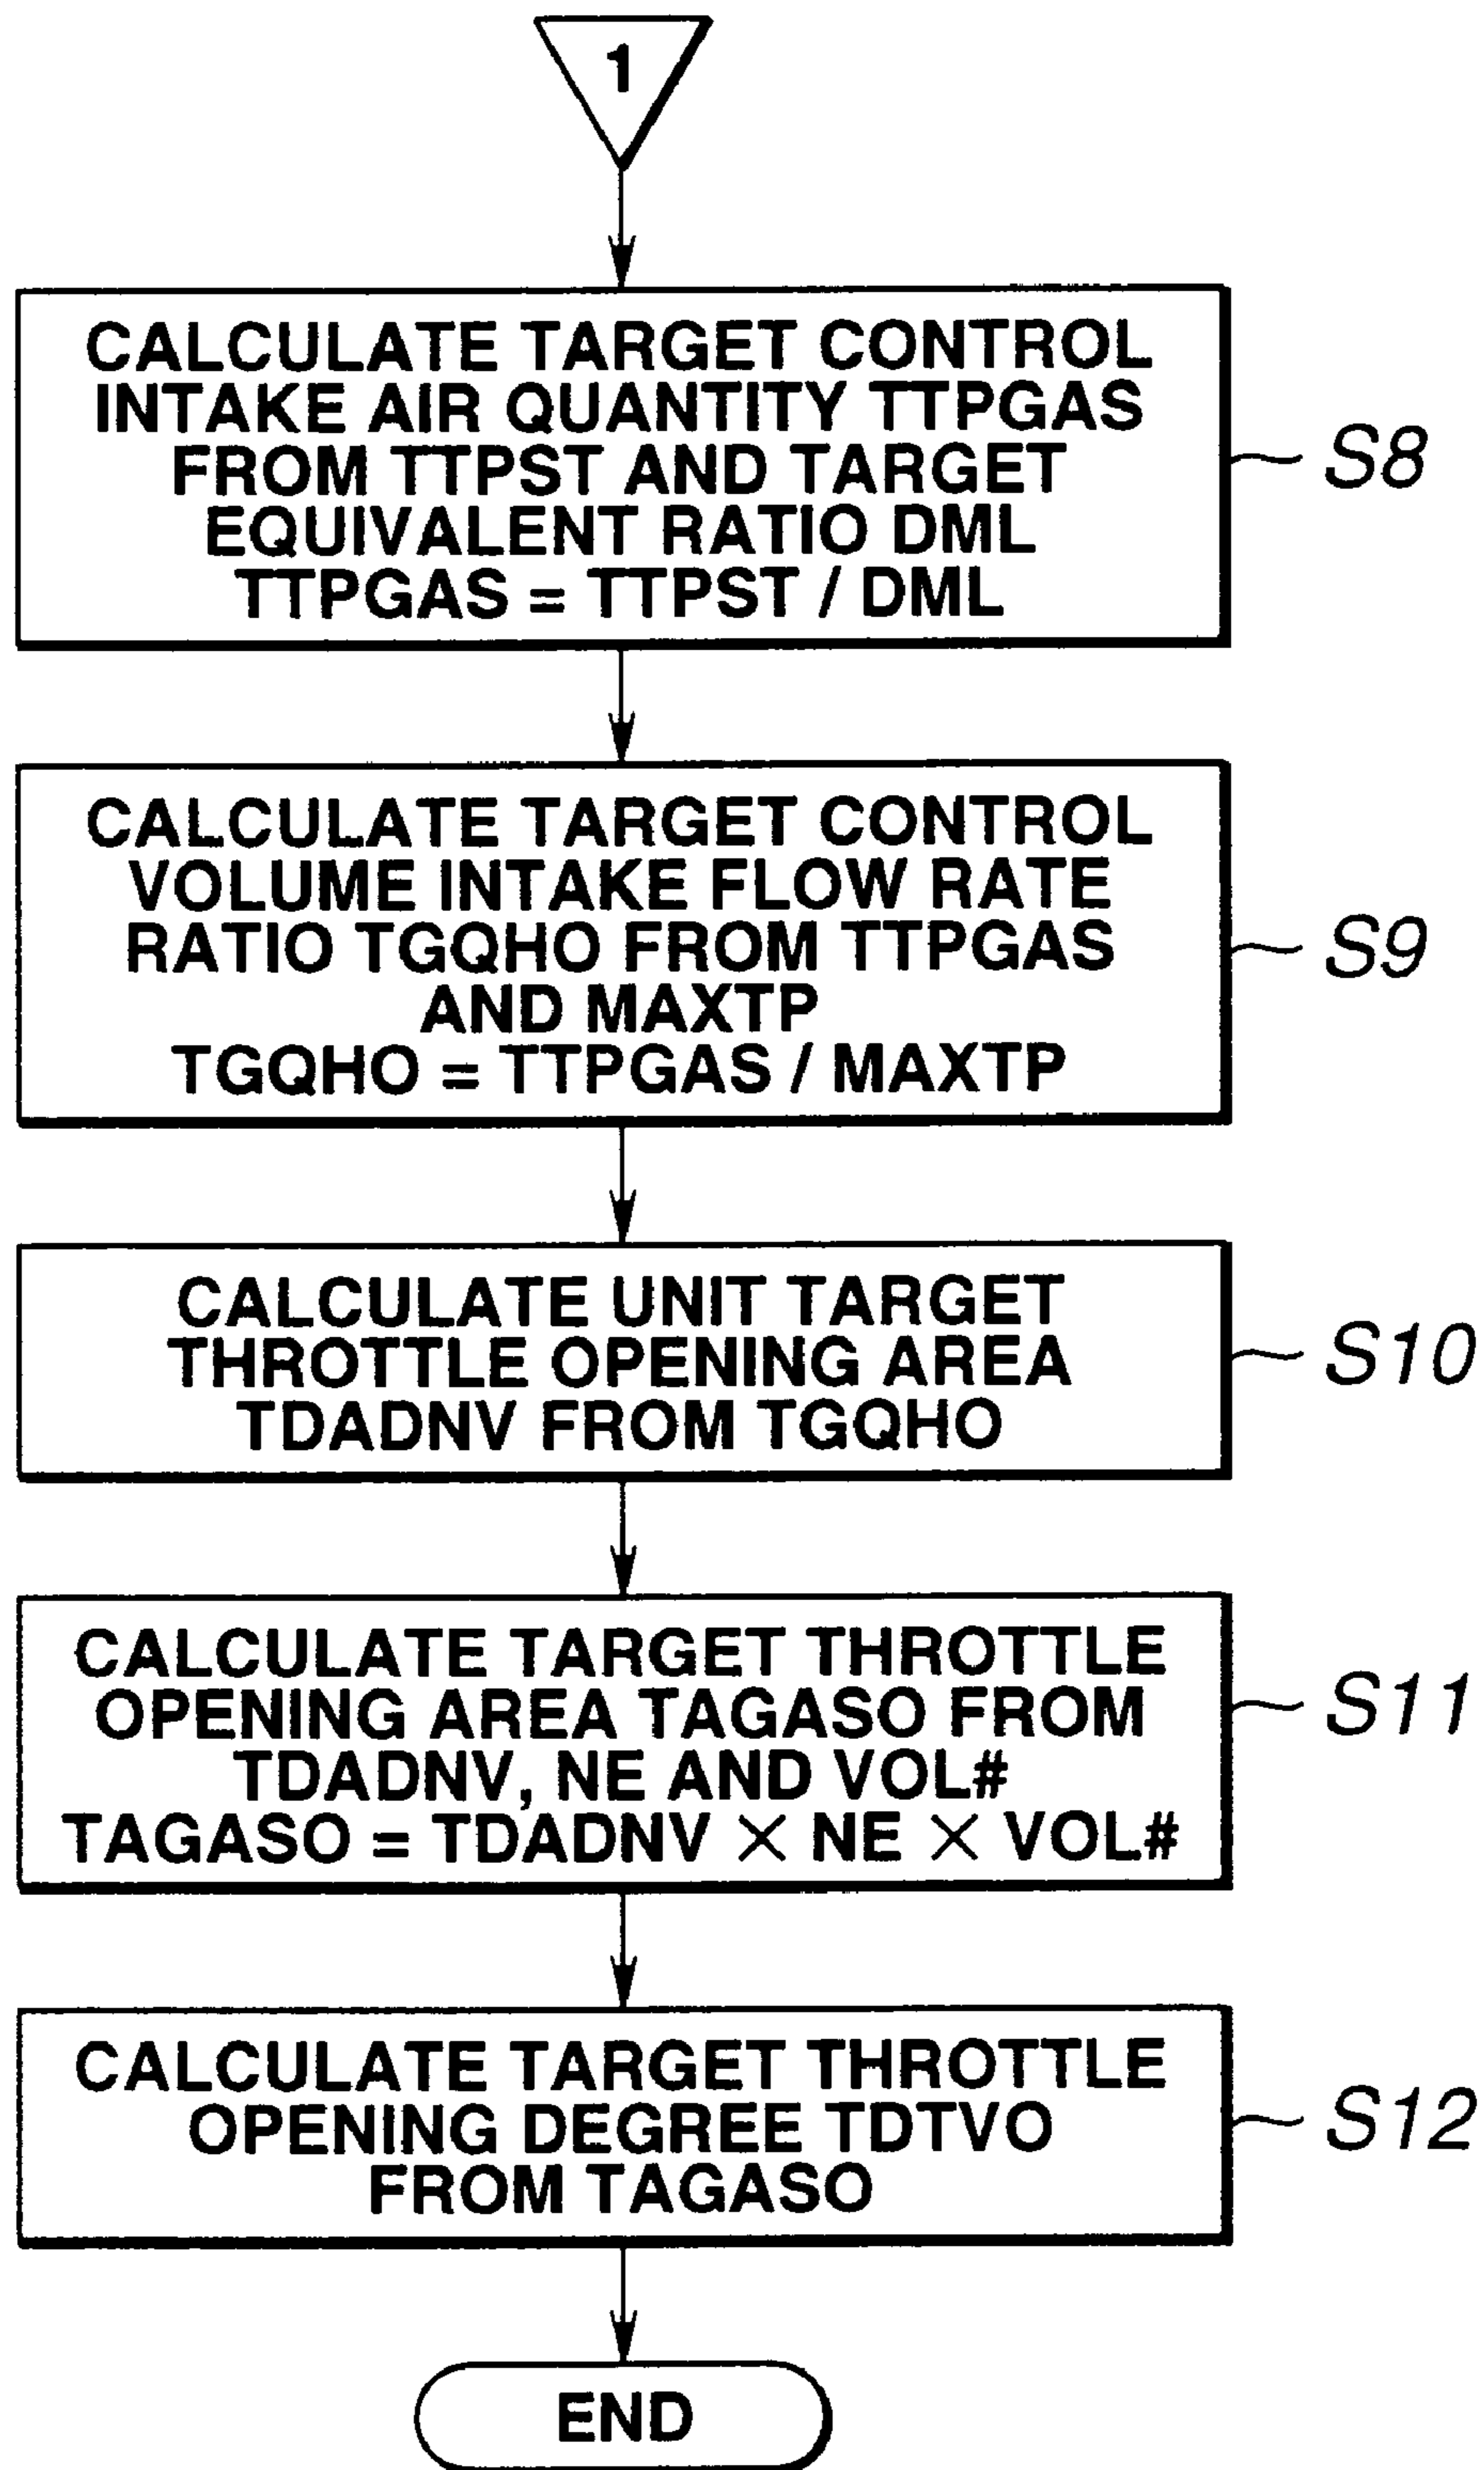 1
CALCULATE TARGET CONTROL
INTAKE AIR QUANTITY TTPGAS
FROM TTPST AND TARGET
EQUIVALENT RATIO DML
TTPGAS = TTPST / DML
S8
CALCULATE TARGET CONTROL
VOLUME INTAKE FLOW RATE
RATIO TGQHO FROM TTPGAS
AND MAXTP
TGQHO = TTPGAS / MAXTP
S9
CALCULATE UNIT TARGET
THROTTLE OPENING AREA
TDADNV FROM TGQHO
S10
CALCULATE TARGET THROTTLE
OPENING AREA TAGASO FROM
TDADNV, NE AND VOL#
TAGASO = TDADNV × NE × VOL#
S11
CALCULATE TARGET THROTTLE
OPENING DEGREE TDTVO
FROM TAGASO
S12
END